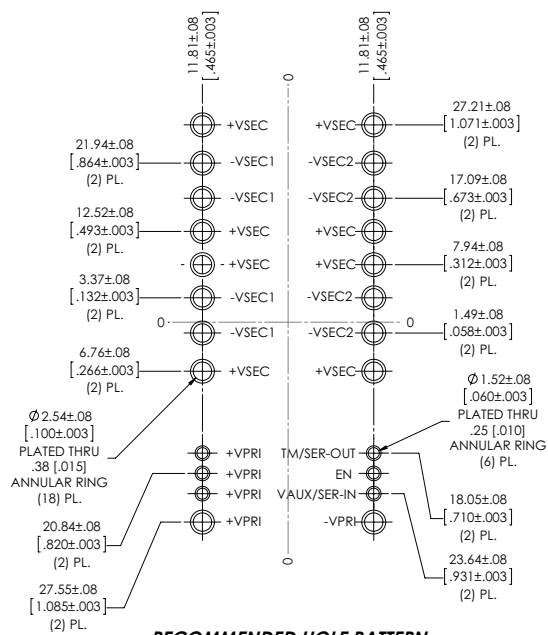 11.81±.08
[.465±.003]
11.81±.08
[.465±.003]
0
+VSEC
+VSEC
27.21±.08
[1.071±.003]
(2) PL.
21.94±.08
[.864±.003]
(2) PL.
-VSEC1
-VSEC2
-VSEC1
-VSEC2
17.09±.08
[.673±.003]
(2) PL.
12.52±.08
[.493±.003]
(2) PL.
+VSEC
+VSEC
+VSEC
+VSEC
7.94±.08
[.312±.003]
(2) PL.
3.37±.08
[.132±.003]
(2) PL.
-VSEC1
-VSEC2
0
0
-VSEC1
-VSEC2
1.49±.08
[.058±.003]
(2) PL.
6.76±.08
[.266±.003]
(2) PL.
+VSEC
+VSEC
Ø2.54±.08
[.100±.003]
PLATED THRU
.38 [.015]
ANNULAR RING
(18) PL.
Ø1.52±.08
[.060±.003]
PLATED THRU
.25 [.010]
ANNULAR RING
(6) PL.
+VPRI
TM/SER-OUT
+VPRI
EN
+VPRI
VAUX/SER-IN
+VPRI
-VPRI
20.84±.08
[.820±.003]
(2) PL.
18.05±.08
[.710±.003]
(2) PL.
27.55±.08
[1.085±.003]
(2) PL.
23.64±.08
[.931±.003]
(2) PL.
0
RECOMMENDED HOLE PATTERN